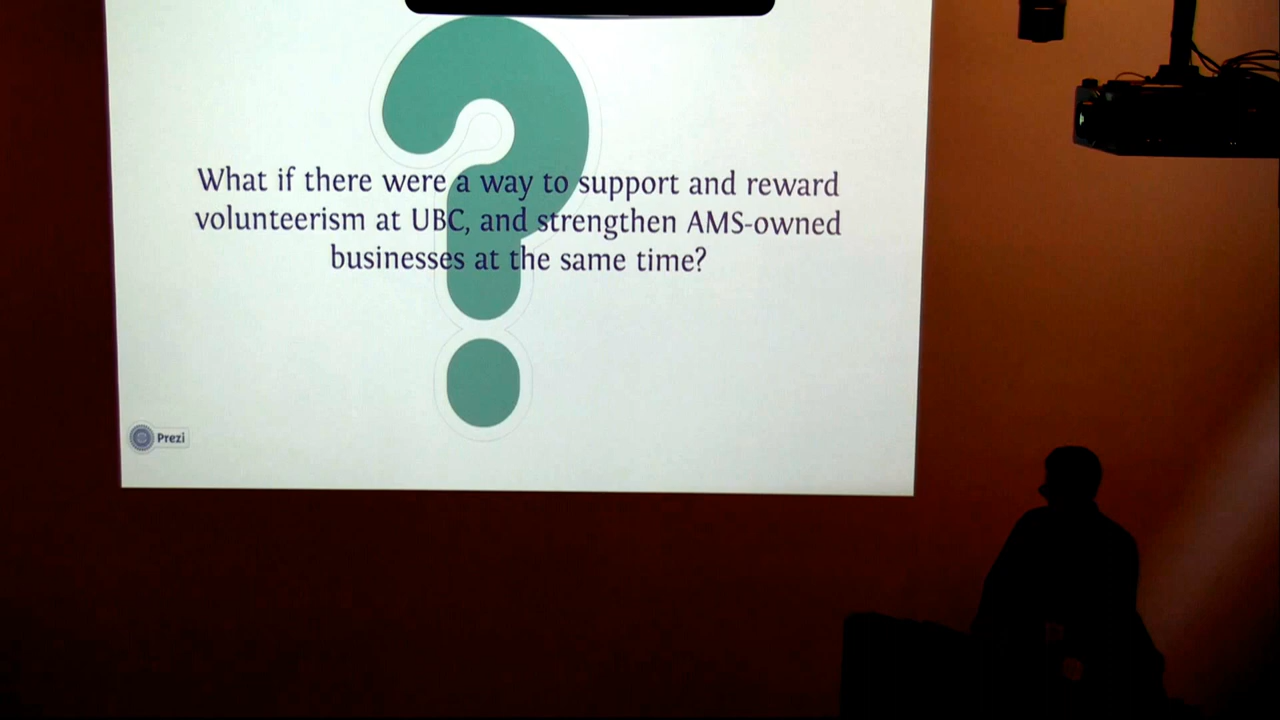 What if there were a way to support and reward
volunteerism at UBC, and strengthen AMS-owned
businesses at the same time?
Prezi